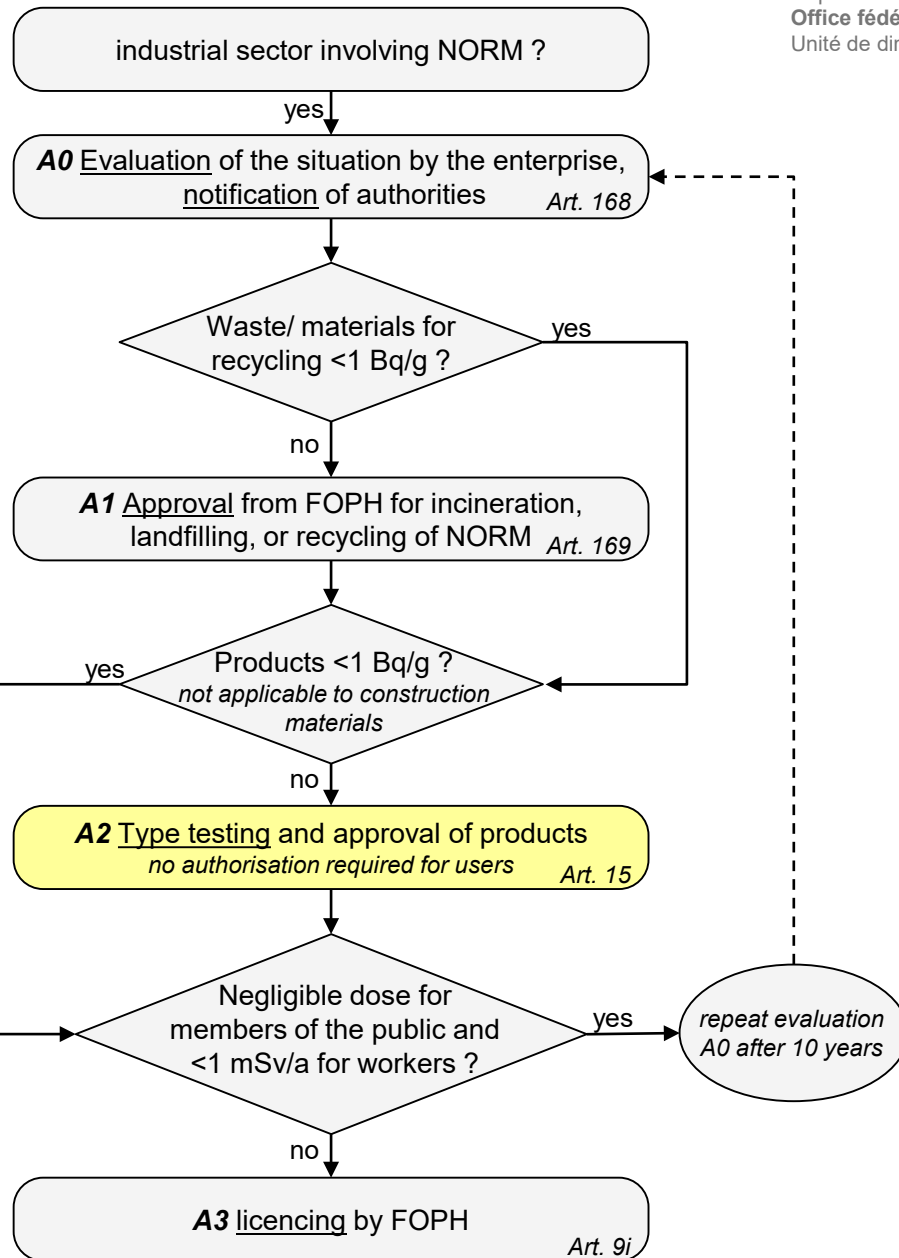 Office fédé
Unité de dir
industrial sector involving NORM ?
yes
A0 Evaluation of the situation by the enterprise,
notification of authorities
Art. 168
Waste/ materials for
recycling <1 Bq/g ?
yes
no
A1 Approval from FOPH for incineration,
landfilling, or recycling of NORM
Art. 169
yes
Products <1 Bq/g ?
not applicable to construction
materials
no
A2 Type testing and approval of products
no authorisation required for users
Art. 15
Negligible dose for
members of the public and
<1 mSv/a for workers ?
yes
repeat evaluation
A0 after 10 years
no
A3 licencing by FOPH
Art. 9i